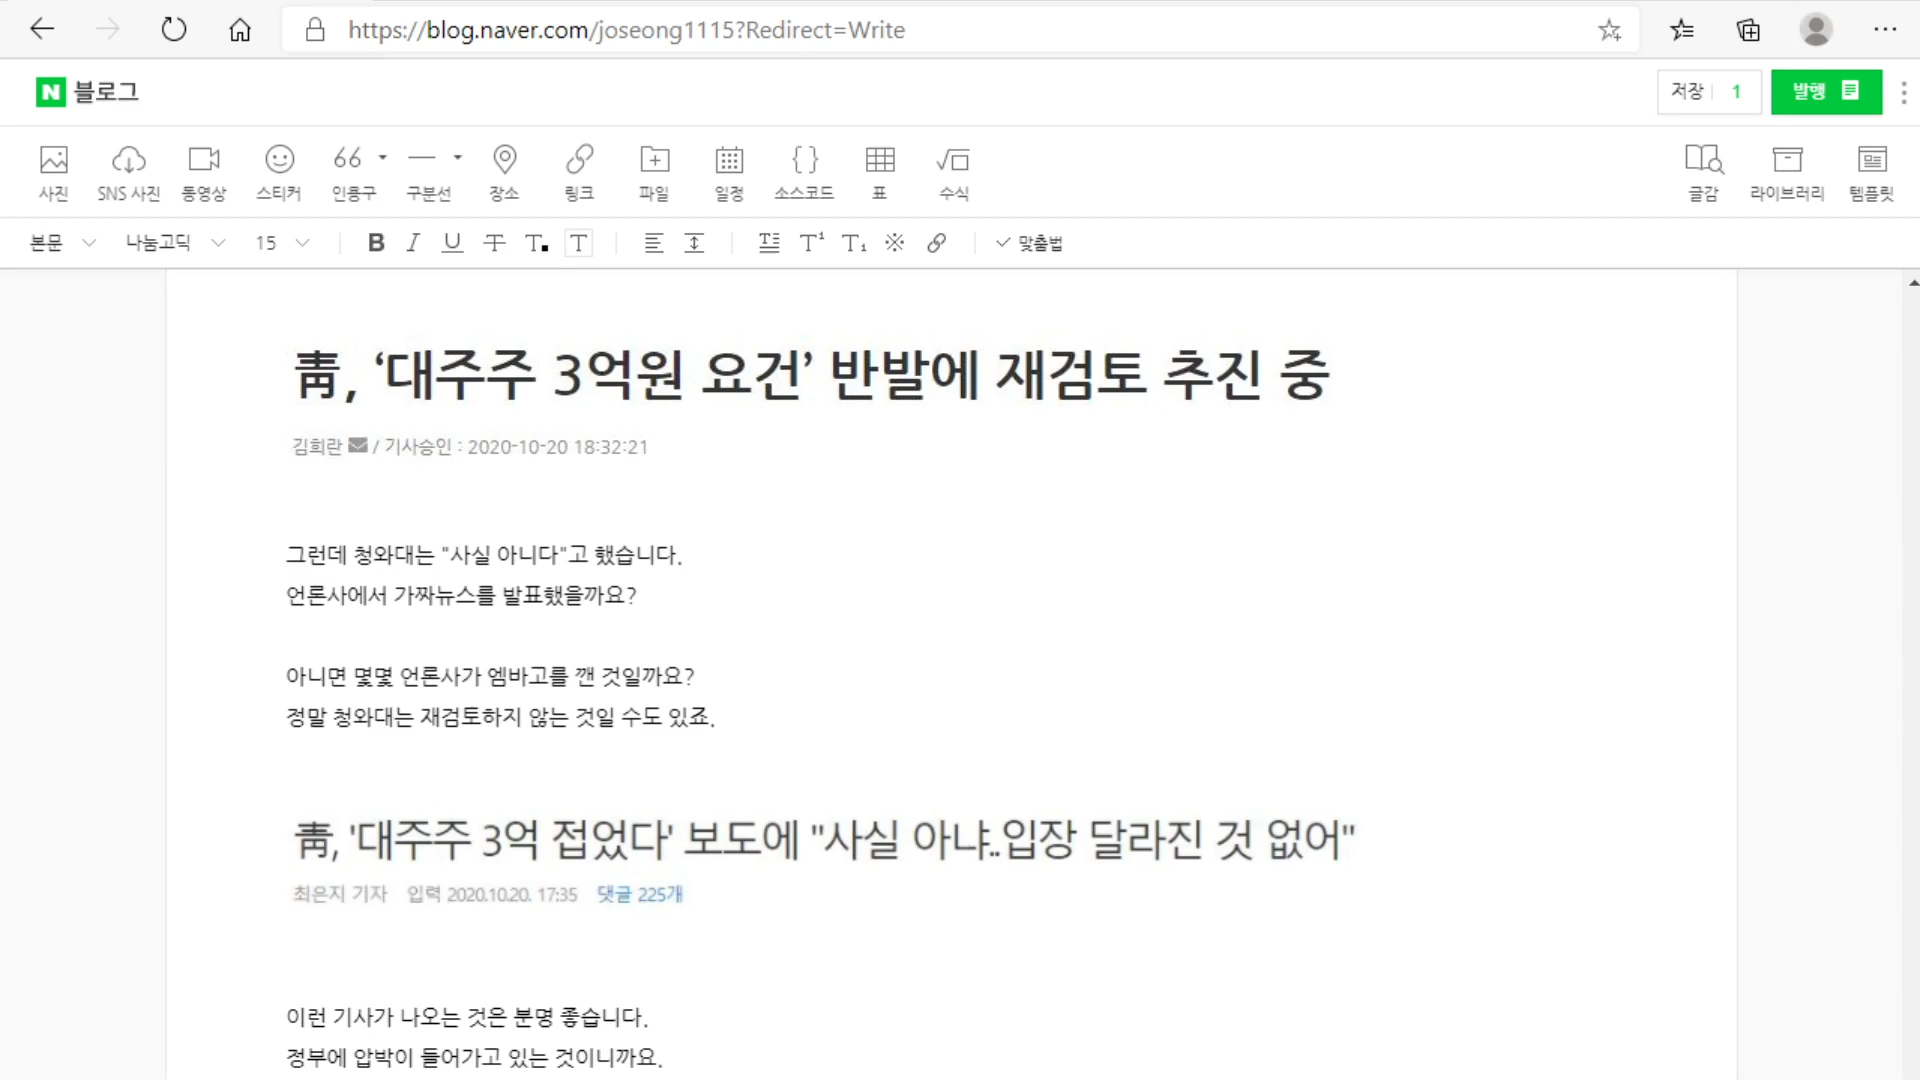 https://blog.naver.com/joseong1115?Redirect=Write
N 블로그
저장 1
발행
사진
SNS 사진
동영상
스티커
66 인용구
구분선
장소
링크
파일
일정
{ } 소스코드
표
수식
글감
라이브러리
템플릿
본문 나눔고딕 15 B I U T T T T¹ T₁ ※ 맞춤법
靑, ‘대주주 3억원 요건’ 반발에 재검토 추진 중
김희란 / 기사승인 : 2020-10-20 18:32:21
그런데 청와대는 "사실 아니다"고 했습니다.
언론사에서 가짜뉴스를 발표했을까요?
아니면 몇몇 언론사가 엠바고를 깬 것일까요?
정말 청와대는 재검토하지 않는 것일 수도 있죠.
靑, '대주주 3억 접었다' 보도에 "사실 아냐..입장 달라진 것 없어"
최은지 기자 입력 2020.10.20. 17:35 댓글 225개
이런 기사가 나오는 것은 분명 좋습니다.
정부에 압박이 들어가고 있는 것이니까요.